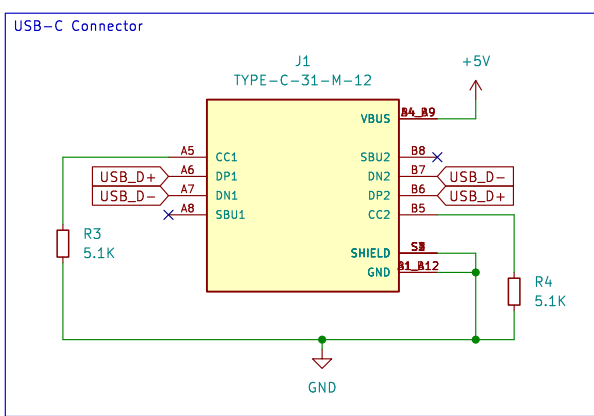 USB-C Connector
J1
TYPE-C-31-M-12
+5V
VBUS
A5
CC1
SBU2
B8
USB_D+
A6
DP1
DN2
B7
USB_D-
USB_D-
A7
DN1
DP2
B6
USB_D+
A8
SBU1
CC2
B5
R3
5.1K
SHIELD
GND
R4
5.1K
GND